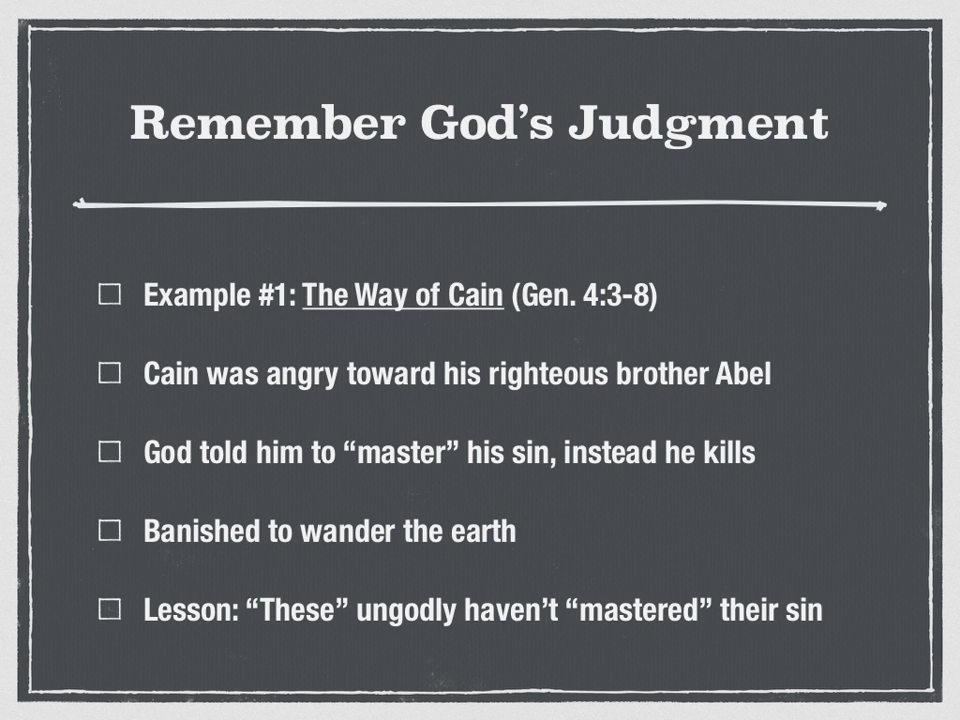 Remember God’s Judgment
Example #1: The Way of Cain (Gen. 4:3-8)
Cain was angry toward his righteous brother Abel
God told him to “master” his sin, instead he kills
Banished to wander the earth
Lesson: “These” ungodly haven’t “mastered” their sin